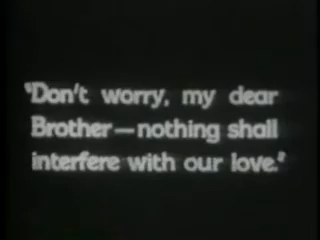 "Don't worry, my dear
Brother—nothing shall
interfere with our love."